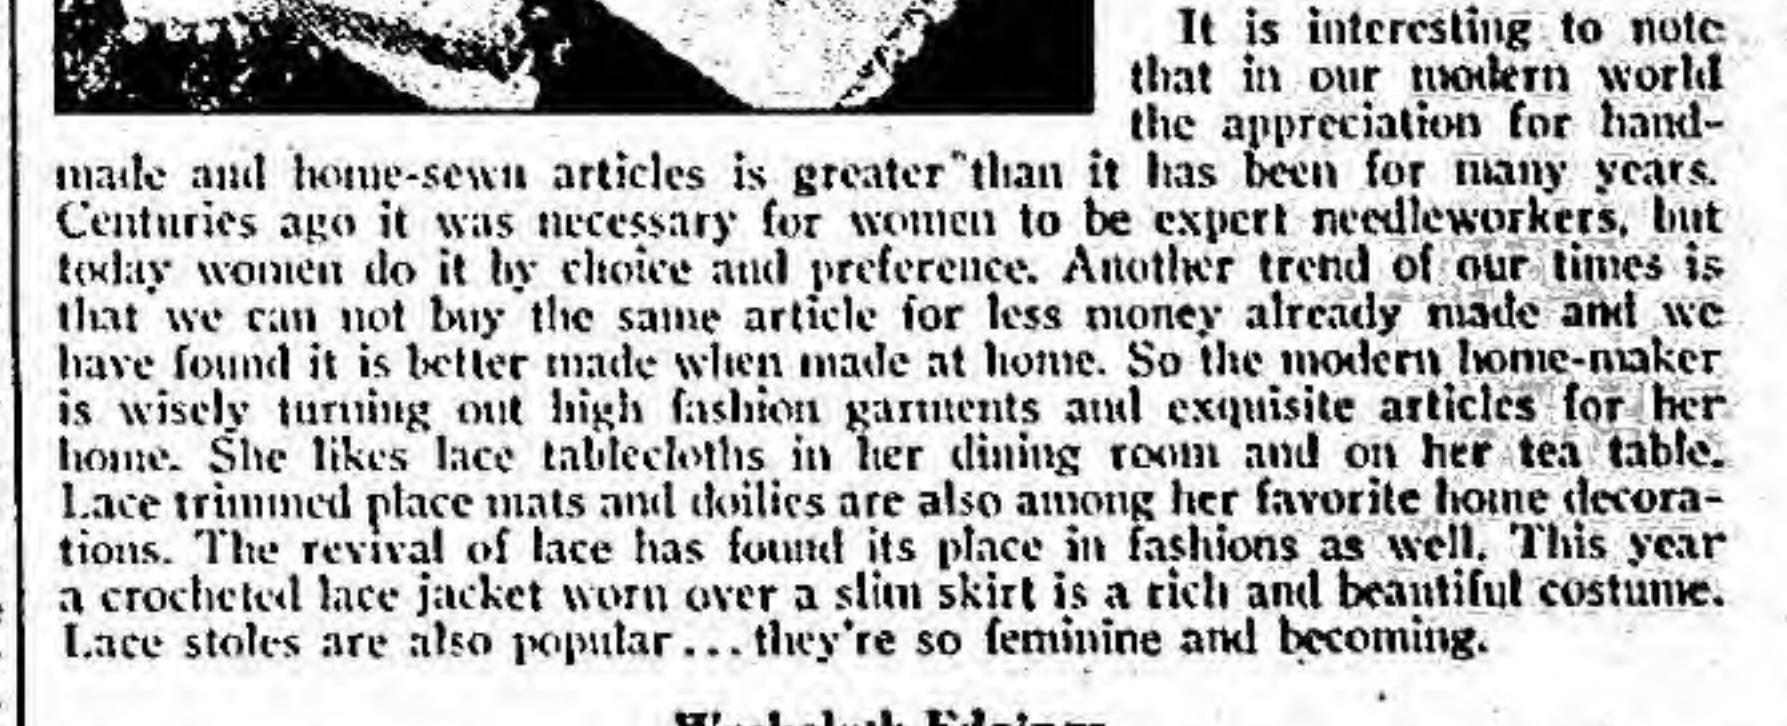 It is interesting to note
that in our modern world
the appreciation for hand-
made and home-sewn articles is greater than it has been for many years.
Centuries ago it was necessary for women to be expert needleworkers, but
today women do it by choice and preference. Another trend of our times is
that we can not buy the same article for less money already made and we
have found it is better made when made at home. So the modern home-maker
is wisely turning out high fashion garments and exquisite articles for her
home. She likes lace tablecloths in her dining room and on her tea table.
Lace trimmed place mats and doilies are also among her favorite home decora-
tions. The revival of lace has found its place in fashions as well. This year
a crocheted lace jacket worn over a slim skirt is a rich and beautiful costume.
Lace stoles are also popular...they're so feminine and becoming.